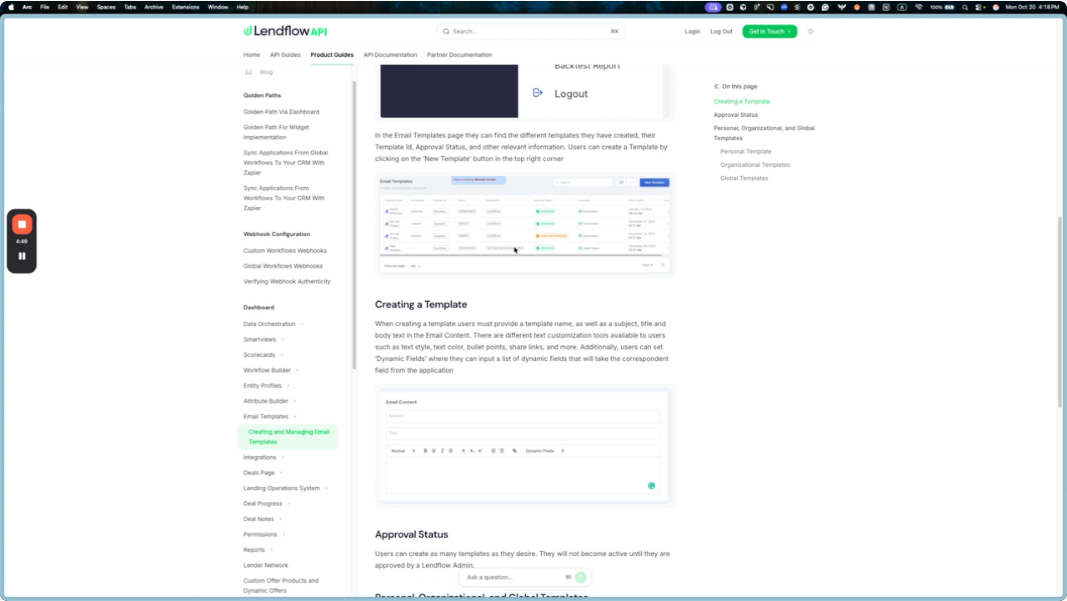 Arc File Edit View Spaces Tabs Archive Extensions Window Help
100% Mon Oct 20 4:18 PM
Lendflow API
Search...
⌘K
Login
Log Out
Get in Touch
Home
API Guides
Product Guides
API Documentation
Partner Documentation
Blog
Golden Paths
Golden Path Via Dashboard
Golden Path For Widget
Implementation
Sync Applications From Global
Workflows To Your CRM With
Zapier
Sync Applications From
Workflows To Your CRM With
Zapier
Webhook Configuration
Custom Workflows Webhooks
Global Workflows Webhooks
Verifying Webhook Authenticity
Dashboard
Data Orchestration
Smartviews
Scorecards
Workflow Builder
Entity Profiles
Attribute Builder
Email Templates
Creating and Managing Email
Templates
Integrations
Deals Page
Lending Operations System
Deal Progress
Deal Notes
Permissions
Reports
Lender Network
Custom Offer Products and
Dynamic Offers
4:49
Backtest Report
Logout
In the Email Templates page they can find the different templates they have created, their
Template Id, Approval Status, and other relevant information. Users can create a Template by
clicking on the 'New Template' button in the top right corner
Email Templates
Search
New Template
Creating a Template
When creating a template users must provide a template name, as well as a subject, title and
body text in the Email Content. There are different text customization tools available to users
such as text style, text color, bullet points, share links, and more. Additionally, users can set
'Dynamic Fields' where they can input a list of dynamic fields that will take the correspondent
field from the application
Email Content
Subject
Title
Normal
Dynamic Fields
Approval Status
Users can create as many templates as they desire. They will not become active until they are
approved by a Lendflow Admin.
Ask a question...
Personal, Organizational, and Global Templates
On this page
Creating a Template
Approval Status
Personal, Organizational, and Global
Templates
Personal Template
Organizational Templates
Global Templates